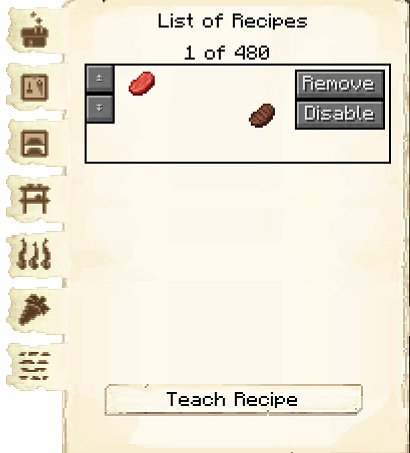 List of Recipes
1 of 480
Remove
Disable
Teach Recipe